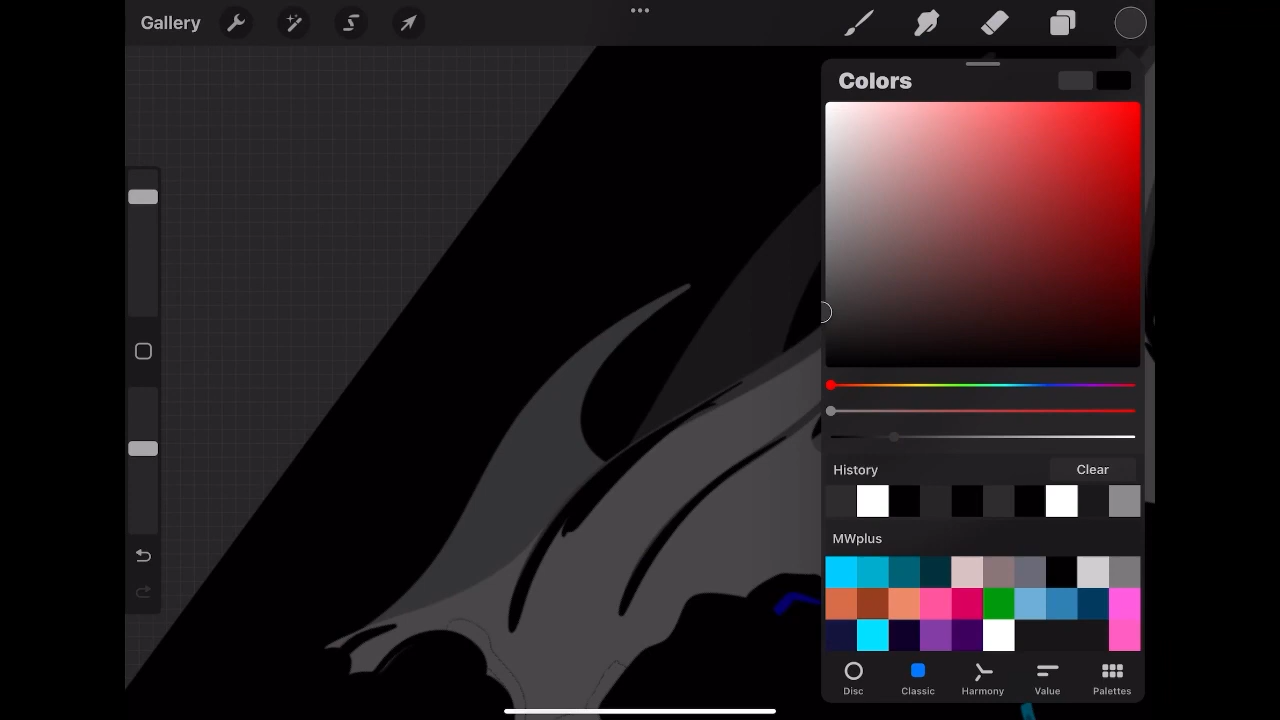 Gallery
Colors
History
Clear
MWplus
Disc
Classic
Harmony
Value
Palettes